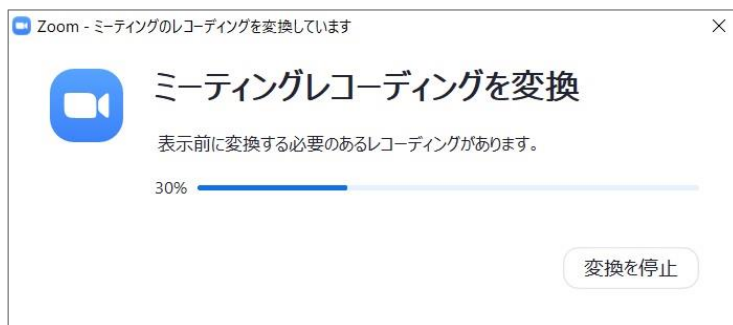 Zoom - ミーティングのレコーディングを変換しています
ミーティングレコーディングを変換
表示前に変換する必要のあるレコーディングがあります。
30%
変換を停止